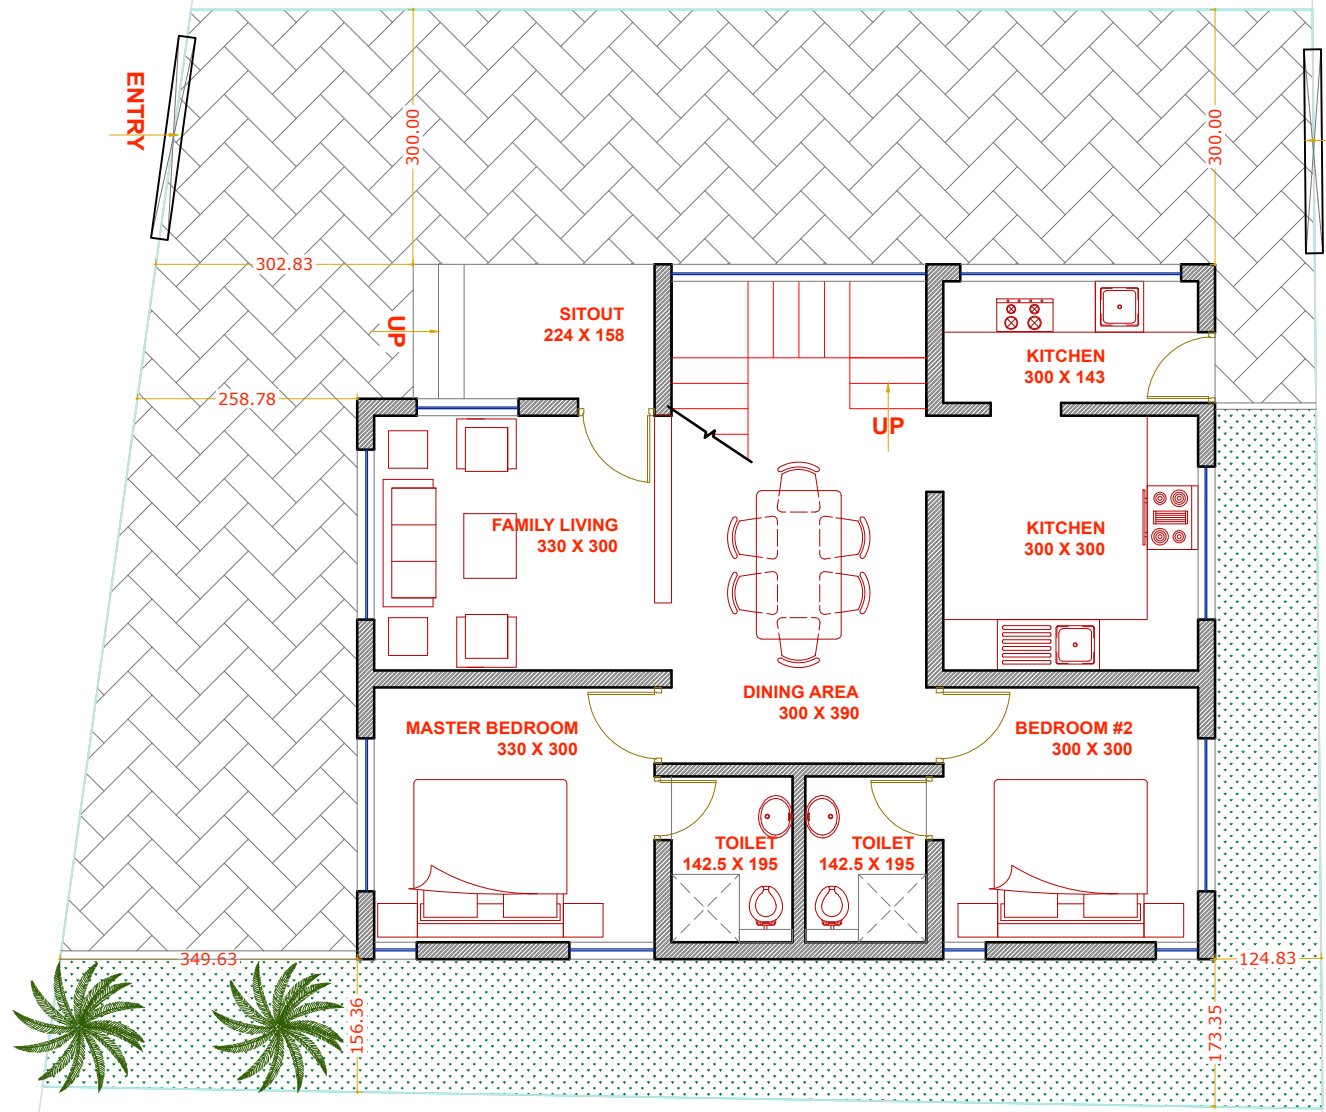 ENTRY
300.00
300.00
302.83
UP
SITOUT
224 X 158
KITCHEN
300 X 143
258.78
UP
FAMILY LIVING
330 X 300
KITCHEN
300 X 300
DINING AREA
300 X 390
MASTER BEDROOM
330 X 300
BEDROOM #2
300 X 300
TOILET
142.5 X 195
TOILET
142.5 X 195
349.63
124.83
156.36
173.35